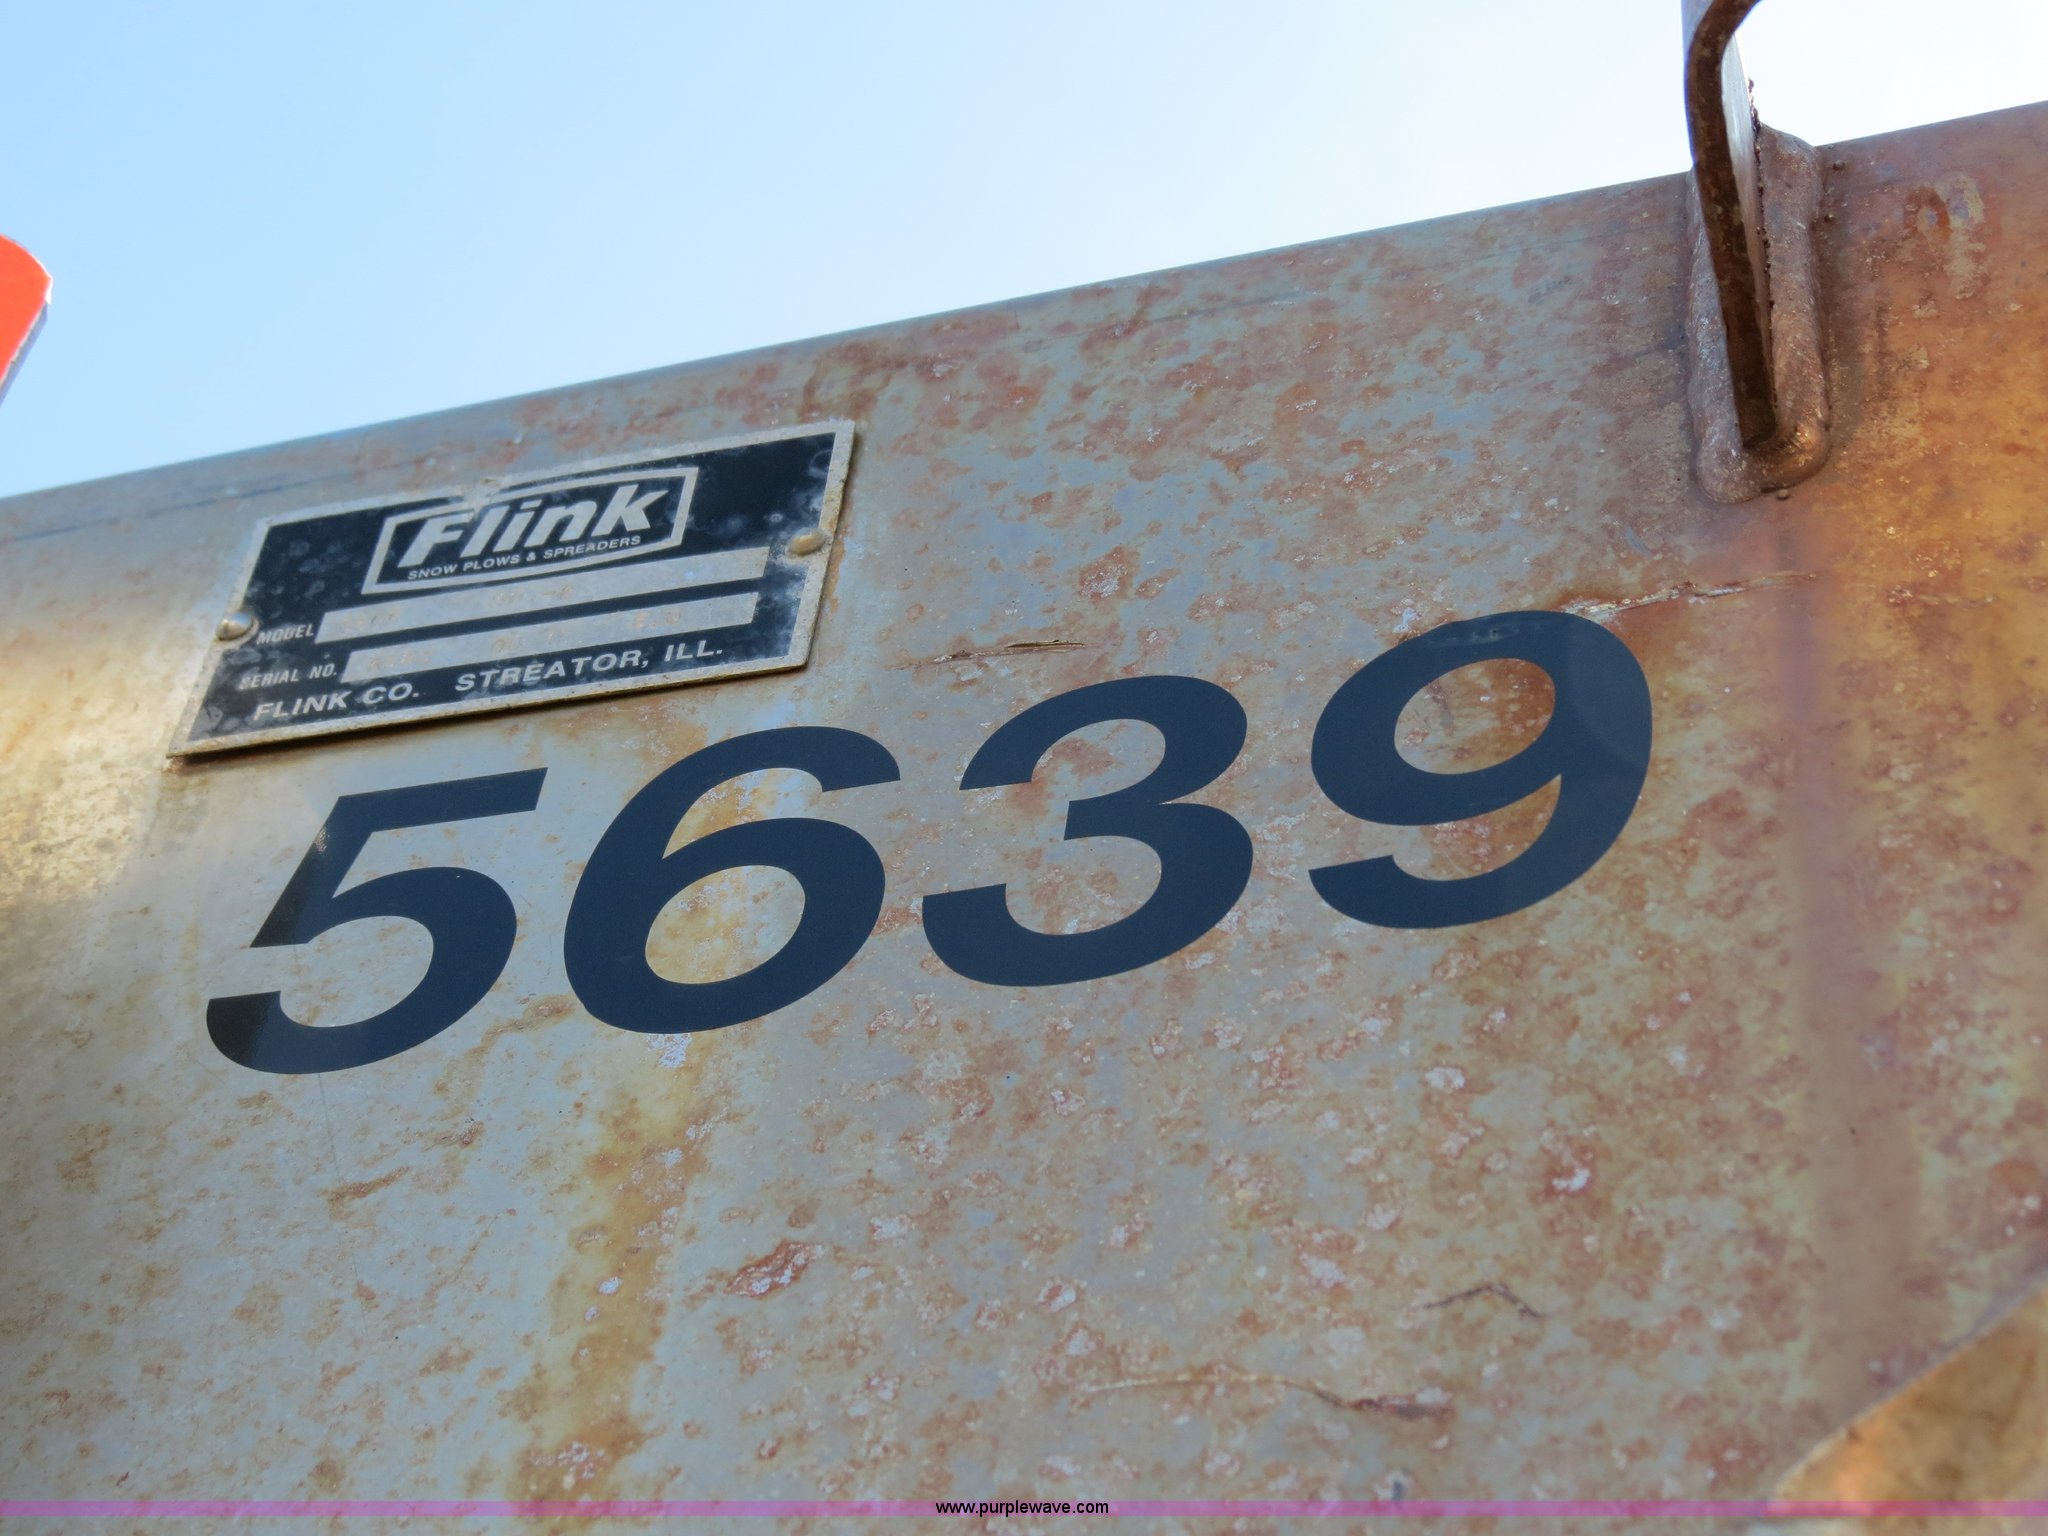 Flink
SNOW PLOWS & SPREADERS
MODEL
SERIAL NO.
FLINK CO. STREATOR, ILL.
5639
www.purplewave.com